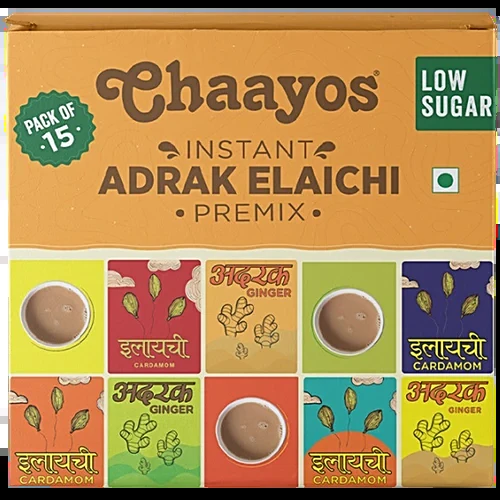 Chaayos®
LOW
SUGAR
PACK OF
·15·
INSTANT
ADRAK ELAICHI
• PREMIX •
इलायची
CARDAMOM
अदरक
GINGER
इलायची
CARDAMOM
इलायची
CARDAMOM
अदरक
GINGER
इलायची
CARDAMOM
अदरक
GINGER